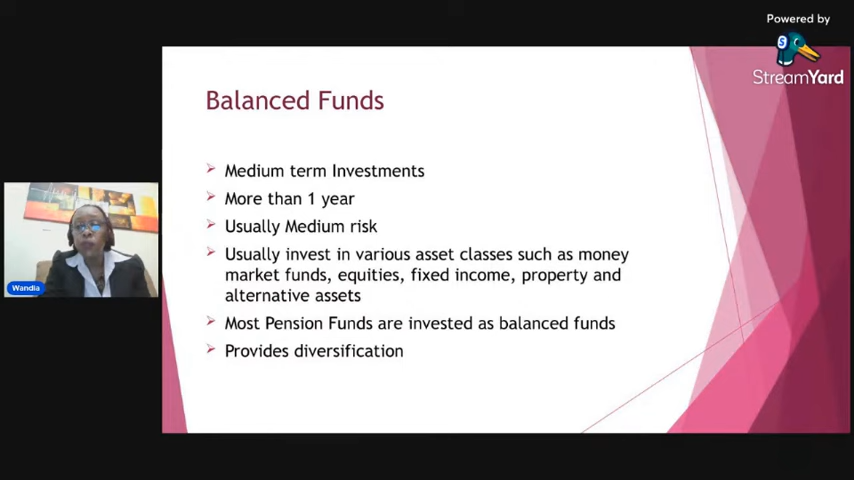 Powered by
StreamYard
Balanced Funds
Medium term Investments
More than 1 year
Usually Medium risk
Usually invest in various asset classes such as money
market funds, equities, fixed income, property and
alternative assets
Most Pension Funds are invested as balanced funds
Provides diversification
Wandia